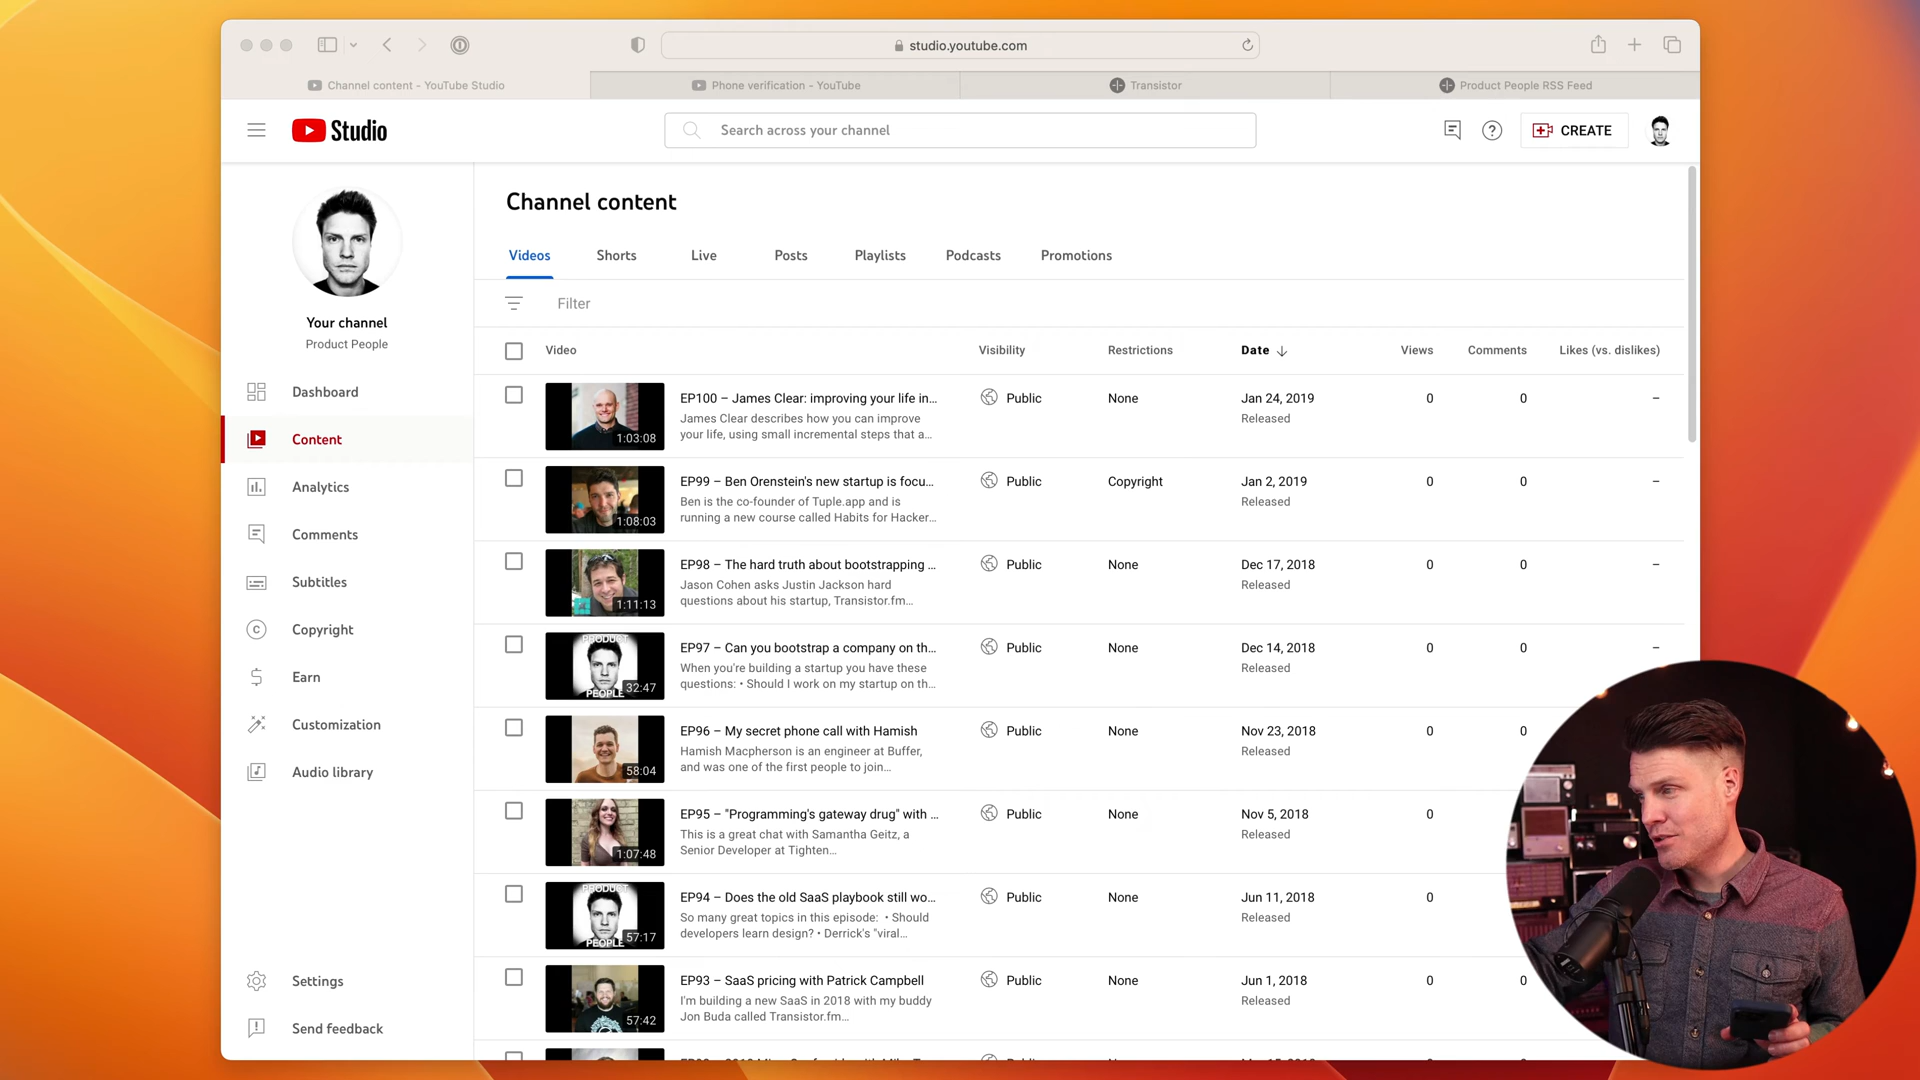 studio.youtube.com
Channel content - YouTube Studio
Phone verification - YouTube
Transistor
Product People RSS Feed
Studio
Search across your channel
CREATE
Your channel
Product People
Dashboard
Content
Analytics
Comments
Subtitles
Copyright
Earn
Customization
Audio library
Settings
Send feedback
Channel content
Videos Shorts Live Posts Playlists Podcasts Promotions
Filter
Video Visibility Restrictions Date Views Comments Likes (vs. dislikes)
EP100 – James Clear: improving your life in... Public None Jan 24, 2019 0 0 –
James Clear describes how you can improve Released
your life, using small incremental steps that a...
1:03:08
EP99 – Ben Orenstein's new startup is focu... Public Copyright Jan 2, 2019 0 0 –
Ben is the co-founder of Tuple.app and is Released
running a new course called Habits for Hacker...
1:08:03
EP98 – The hard truth about bootstrapping ... Public None Dec 17, 2018 0 0 –
Jason Cohen asks Justin Jackson hard Released
questions about his startup, Transistor.fm...
1:11:13
PRODUCT
EP97 – Can you bootstrap a company on th... Public None Dec 14, 2018 0 0 –
When you're building a startup you have these Released
questions: • Should I work on my startup on th...
32:47
PEOPLE
EP96 – My secret phone call with Hamish Public None Nov 23, 2018 0 0
Hamish Macpherson is an engineer at Buffer, Released
and was one of the first people to join...
58:04
EP95 – "Programming's gateway drug" with ... Public None Nov 5, 2018 0
This is a great chat with Samantha Geitz, a Released
Senior Developer at Tighten...
1:07:48
PRODUCT
EP94 – Does the old SaaS playbook still wo... Public None Jun 11, 2018 0
So many great topics in this episode: • Should Released
developers learn design? • Derrick's "viral...
57:17
PEOPLE
EP93 – SaaS pricing with Patrick Campbell Public None Jun 1, 2018 0
I'm building a new SaaS in 2018 with my buddy Released
Jon Buda called Transistor.fm...
57:42